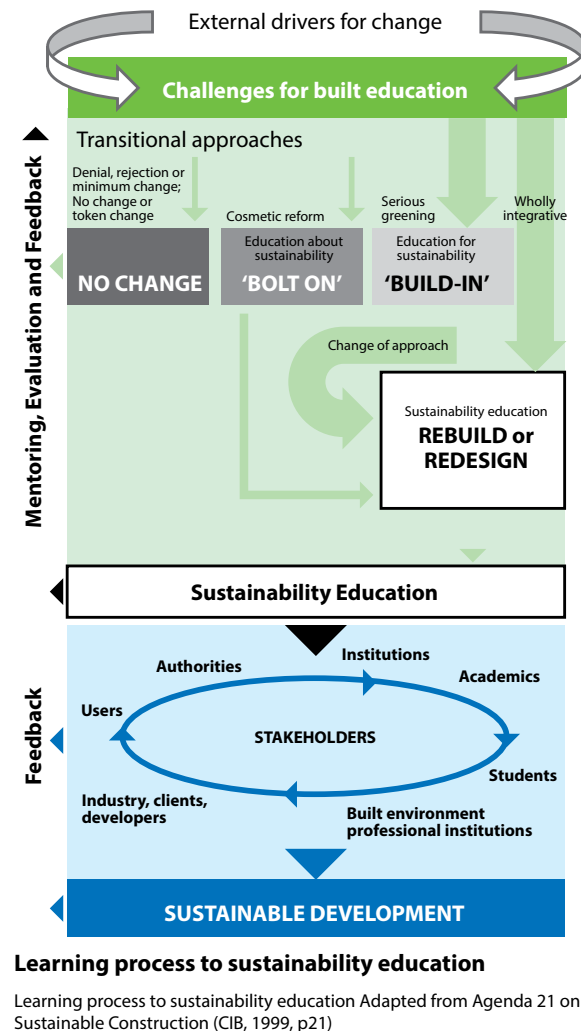 External drivers for change
Challenges for built education
Transitional approaches
Denial, rejection or
minimum change;
No change or
token change
Cosmetic reform
Serious
greening
Wholly
integrative
NO CHANGE
Education about
sustainability
'BOLT ON'
Education for
sustainability
'BUILD-IN'
Change of approach
Sustainability education
REBUILD or
REDESIGN
Mentoring, Evaluation and Feedback
Sustainability Education
Institutions
Authorities
Academics
Users
STAKEHOLDERS
Students
Industry, clients,
developers
Built environment
professional institutions
Feedback
SUSTAINABLE DEVELOPMENT
Learning process to sustainability education
Learning process to sustainability education Adapted from Agenda 21 on
Sustainable Construction (CIB, 1999, p21)